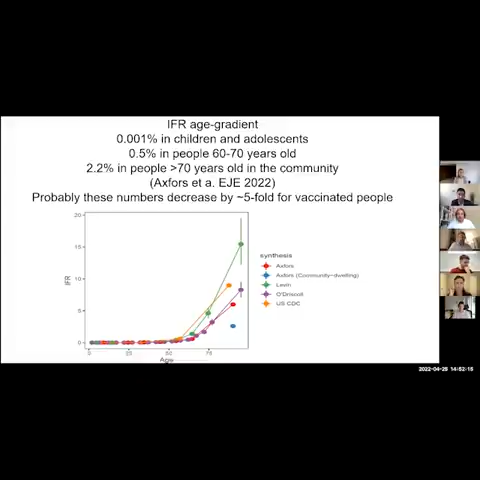 IFR age-gradient
0.001% in children and adolescents
0.5% in people 60-70 years old
2.2% in people >70 years old in the community
(Axfors et a. EJE 2022)
Probably these numbers decrease by ~5-fold for vaccinated people
20
15
10
5
0
IFR
0
25
50
75
Age
synthesis
Axfors
Axfors (Community-dwelling)
Levin
O'Driscoll
US CDC
2022-04-28 14:52:15